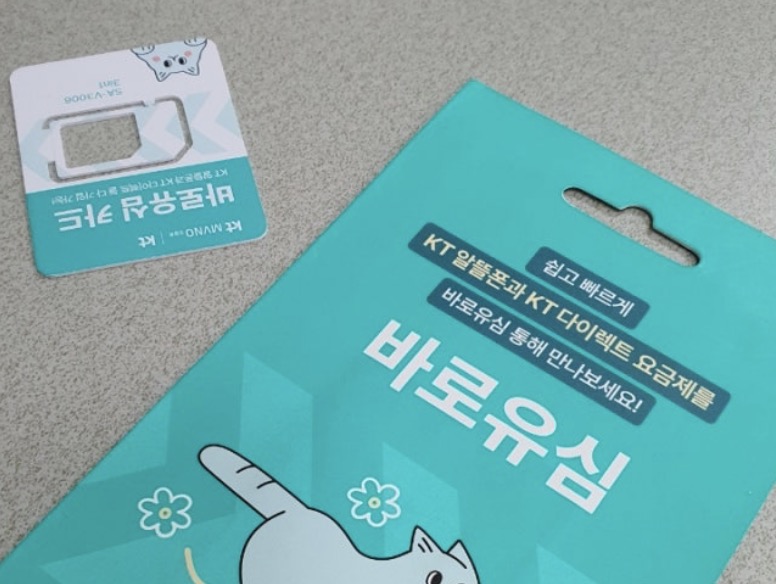 쉽고 빠르게
KT 알뜰폰과 KT 다이렉트 요금제를
바로유심 통해 만나보세요!
바로유심
kt MVNO | kt
바로유심 카드
KT 알뜰폰과 KT 다이렉트 둘 다 가입 가능!
SA-V3006
3in1